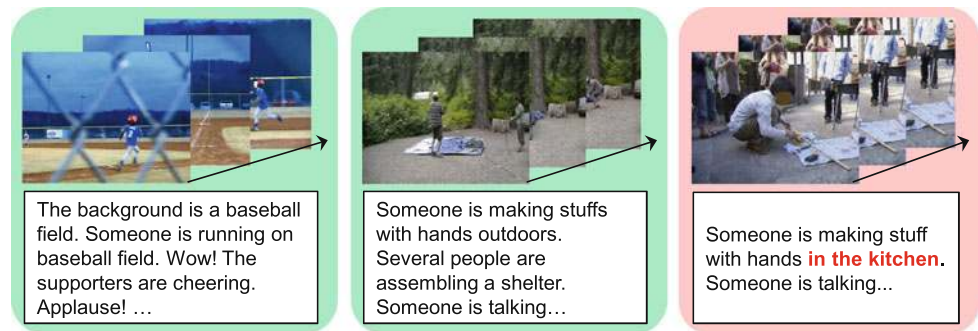 The background is a baseball
field. Someone is running on
baseball field. Wow! The
supporters are cheering.
Applause! …
Someone is making stuffs
with hands outdoors.
Several people are
assembling a shelter.
Someone is talking…
Someone is making stuff
with hands in the kitchen.
Someone is talking...